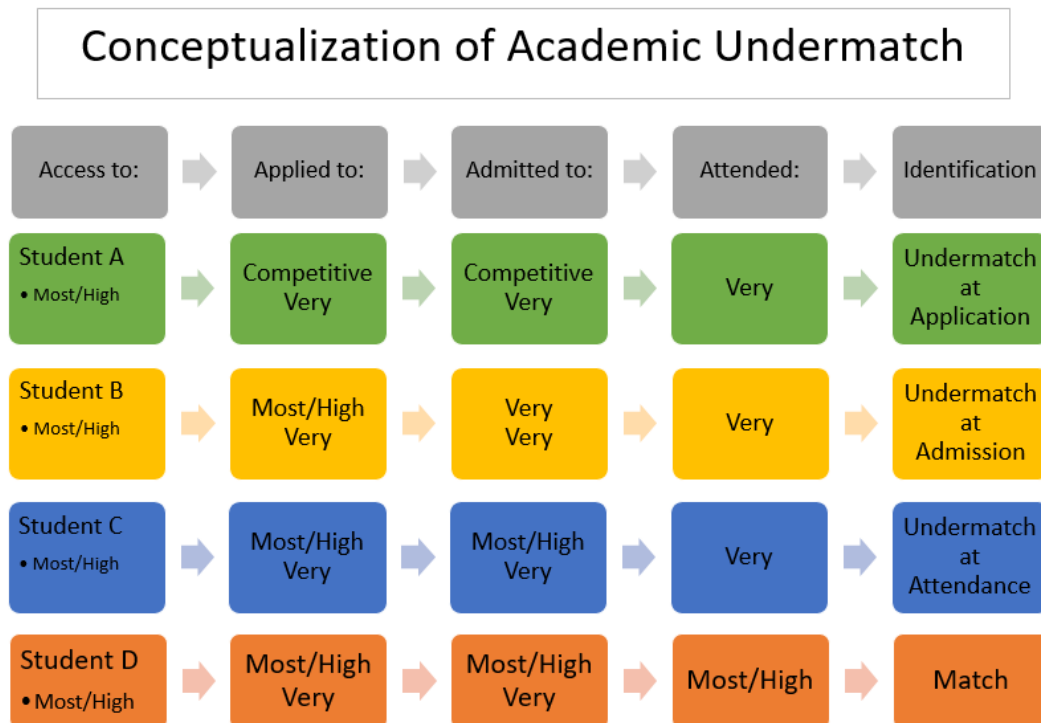 Conceptualization of Academic Undermatch
Access to:
Applied to:
Admitted to:
Attended:
Identification
Student A
• Most/High
Competitive
Very
Competitive
Very
Very
Undermatch
at
Application
Student B
• Most/High
Most/High
Very
Very
Very
Very
Undermatch
at
Admission
Student C
• Most/High
Most/High
Very
Most/High
Very
Very
Undermatch
at
Attendance
Student D
• Most/High
Most/High
Very
Most/High
Very
Most/High
Match